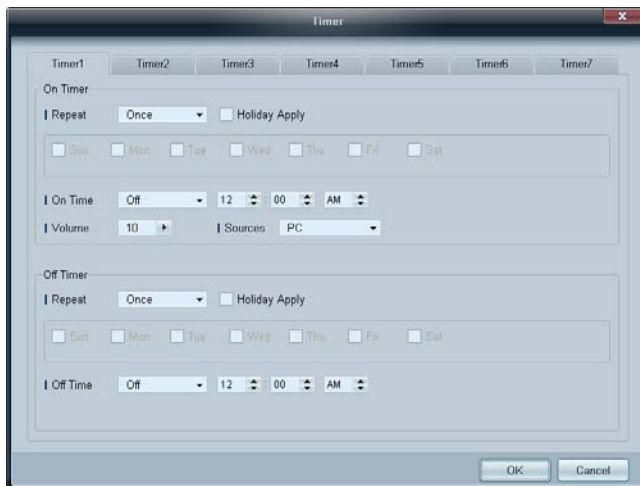 Timer
x
Timer1 Timer2 Timer3 Timer4 Timer5 Timer6 Timer7
On Timer
Repeat Once Holiday Apply
Sun Mon Tue Wed Thu Fri Sat
On Time Off 12 : 00 AM
Volume 10 Sources PC
Off Timer
Repeat Once Holiday Apply
Sun Mon Tue Wed Thu Fri Sat
Off Time Off 12 : 00 AM
OK Cancel